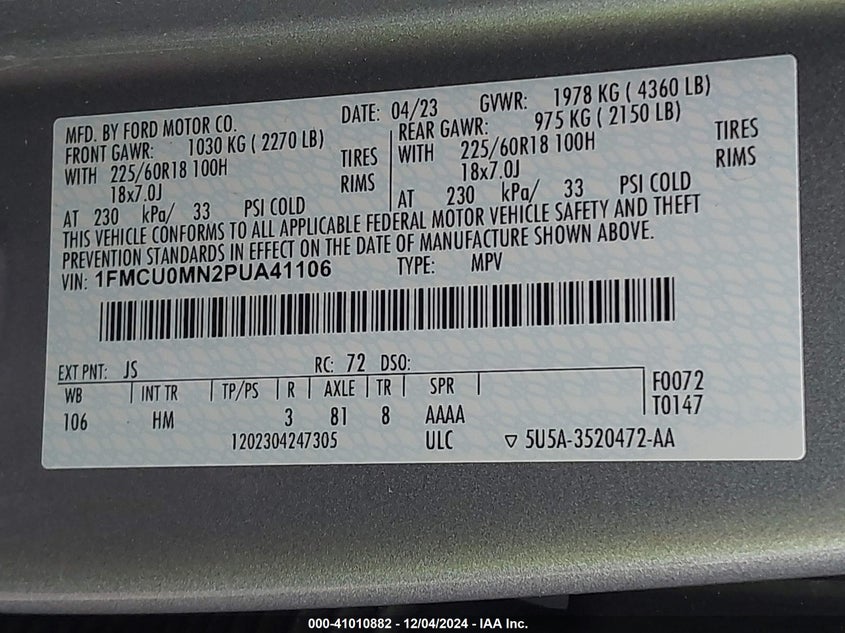 MFD. BY FORD MOTOR CO. DATE: 04/23 GVWR: 1978 KG ( 4360 LB)
FRONT GAWR: 1030 KG ( 2270 LB) REAR GAWR: 975 KG ( 2150 LB)
WITH 225/60R18 100H TIRES WITH 225/60R18 100H TIRES
18x7.0J RIMS 18x7.0J RIMS
AT 230 kPa/ 33 PSI COLD AT 230 kPa/ 33 PSI COLD
THIS VEHICLE CONFORMS TO ALL APPLICABLE FEDERAL MOTOR VEHICLE SAFETY AND THEFT
PREVENTION STANDARDS IN EFFECT ON THE DATE OF MANUFACTURE SHOWN ABOVE.
VIN: 1FMCU0MN2PUA41106 TYPE: MPV
EXT PNT: JS RC: 72 DSO:
WB INT TR TP/PS R AXLE TR SPR F0072
106 HM 3 81 8 AAAA T0147
1202304247305 ULC ▽ 5U5A-3520472-AA
000-41010882 - 12/04/2024 - IAA Inc.